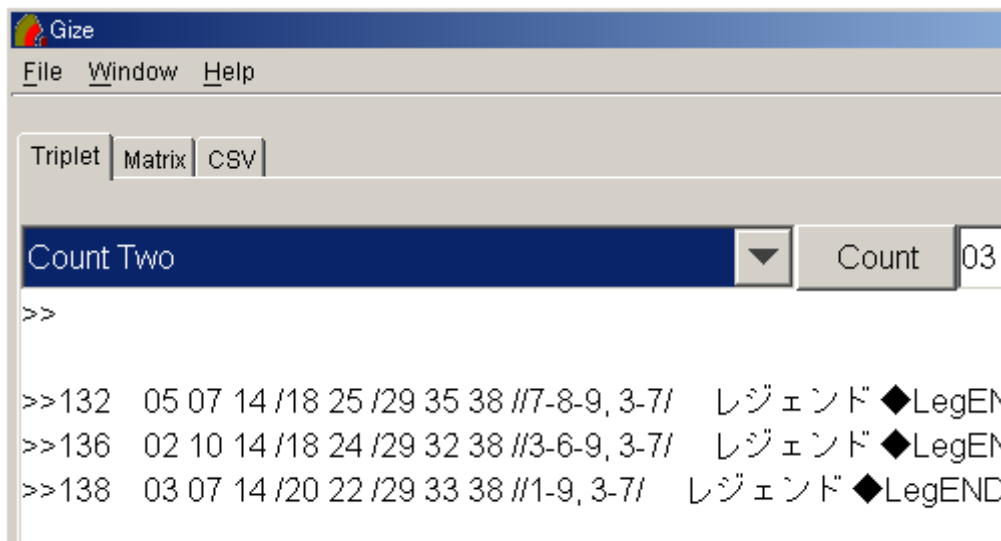 Gize
File Window Help
Triplet Matrix CSV
Count Two Count 03
>>
>>132 05 07 14 /18 25 /29 35 38 //7-8-9, 3-7/ レジェンド ◆LegEN
>>136 02 10 14 /18 24 /29 32 38 //3-6-9, 3-7/ レジェンド ◆LegEN
>>138 03 07 14 /20 22 /29 33 38 //1-9, 3-7/ レジェンド ◆LegEND